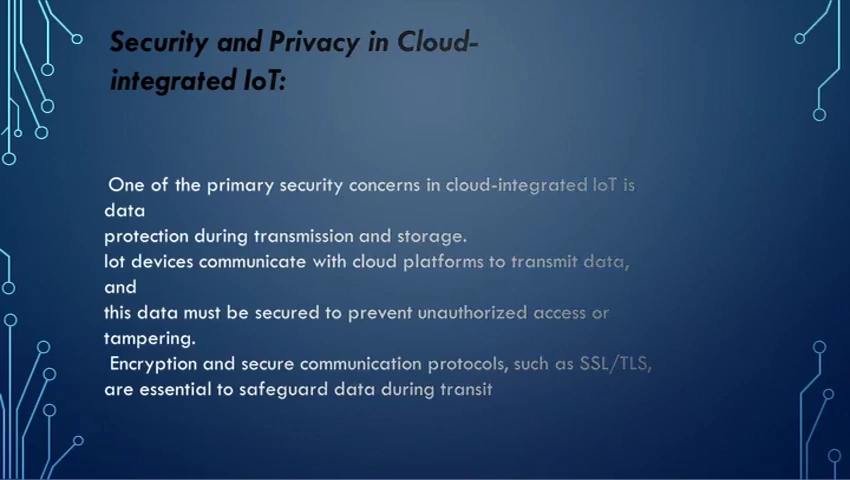 Security and Privacy in Cloud-
integrated IoT:
One of the primary security concerns in cloud-integrated IoT is
data
protection during transmission and storage.
Iot devices communicate with cloud platforms to transmit data,
and
this data must be secured to prevent unauthorized access or
tampering.
Encryption and secure communication protocols, such as SSL/TLS,
are essential to safeguard data during transit